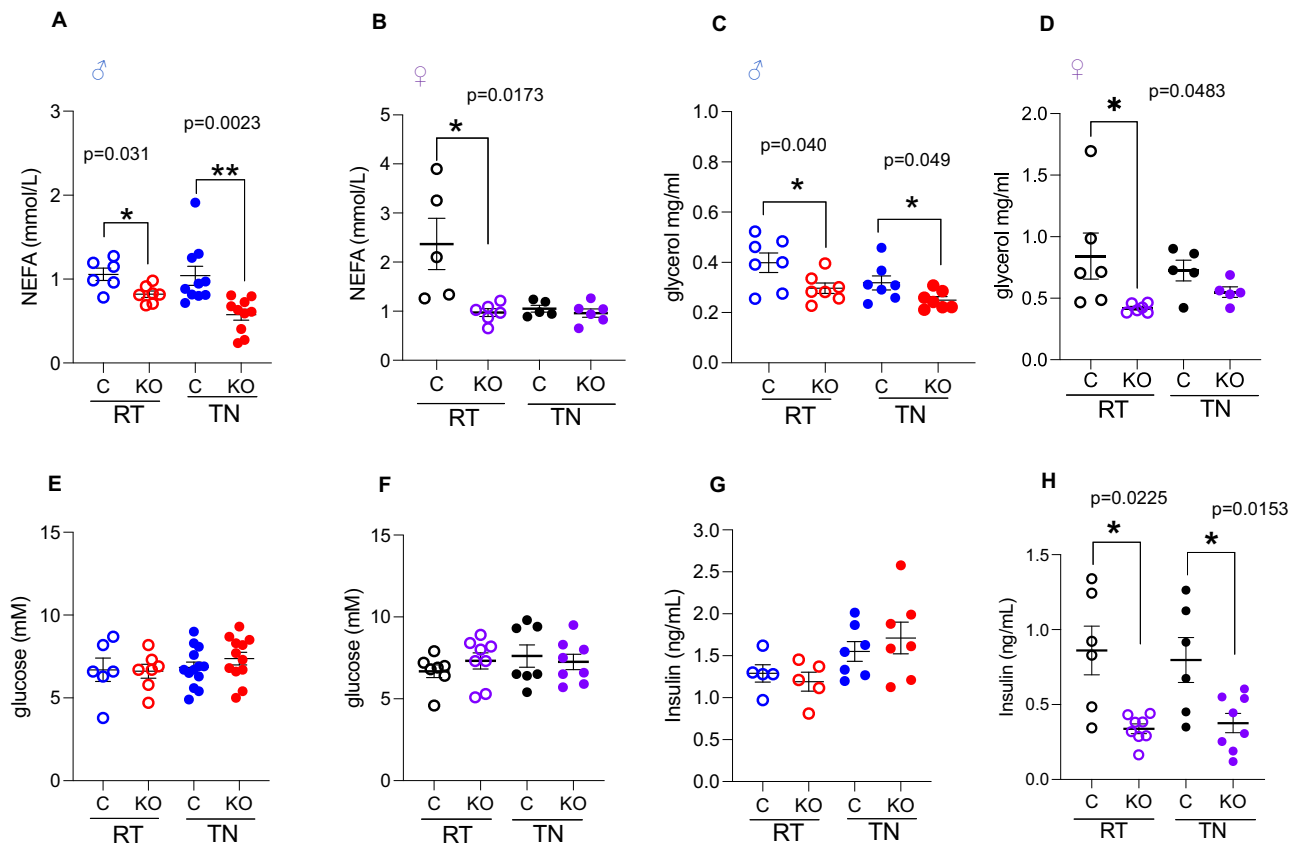 A
♂
p=0.0023
p=0.031
**
*
NEFA (mmol/L)
3
2
1
0
C KO C KO
RT TN
B
♀
p=0.0173
*
NEFA (mmol/L)
5
4
3
2
1
0
C KO C KO
RT TN
C
♂
p=0.040
p=0.049
*
*
glycerol mg/ml
1.0
0.8
0.6
0.4
0.2
0.0
C KO C KO
RT TN
D
♀
p=0.0483
*
glycerol mg/ml
2.0
1.5
1.0
0.5
0.0
C KO C KO
RT TN
E
glucose (mM)
15
10
5
0
C KO C KO
RT TN
F
glucose (mM)
15
10
5
0
C KO C KO
RT TN
G
Insulin (ng/mL)
3.0
2.5
2.0
1.5
1.0
0.5
0.0
C KO C KO
RT TN
H
p=0.0225
p=0.0153
*
*
Insulin (ng/mL)
1.5
1.0
0.5
0.0
C KO C KO
RT TN